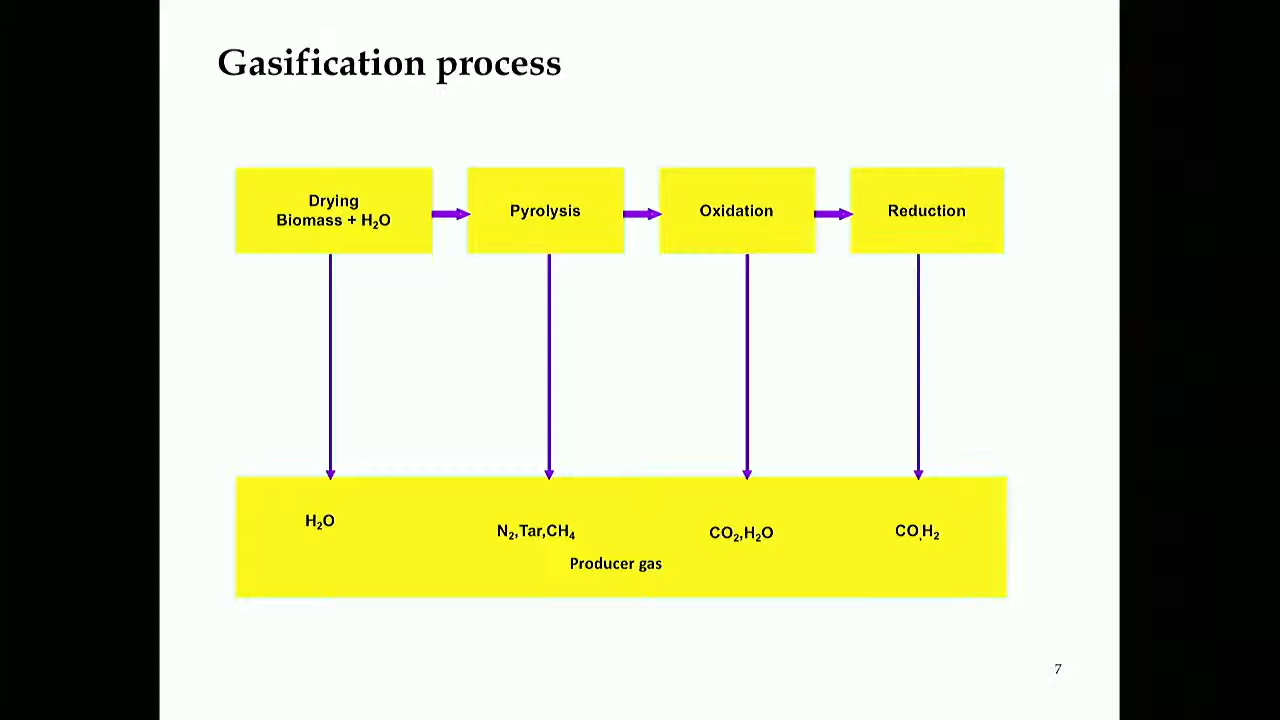 Gasification process
Drying
Biomass + H₂O
Pyrolysis
Oxidation
Reduction
H₂O
N₂,Tar,CH₄
CO₂,H₂O
CO,H₂
Producer gas
7